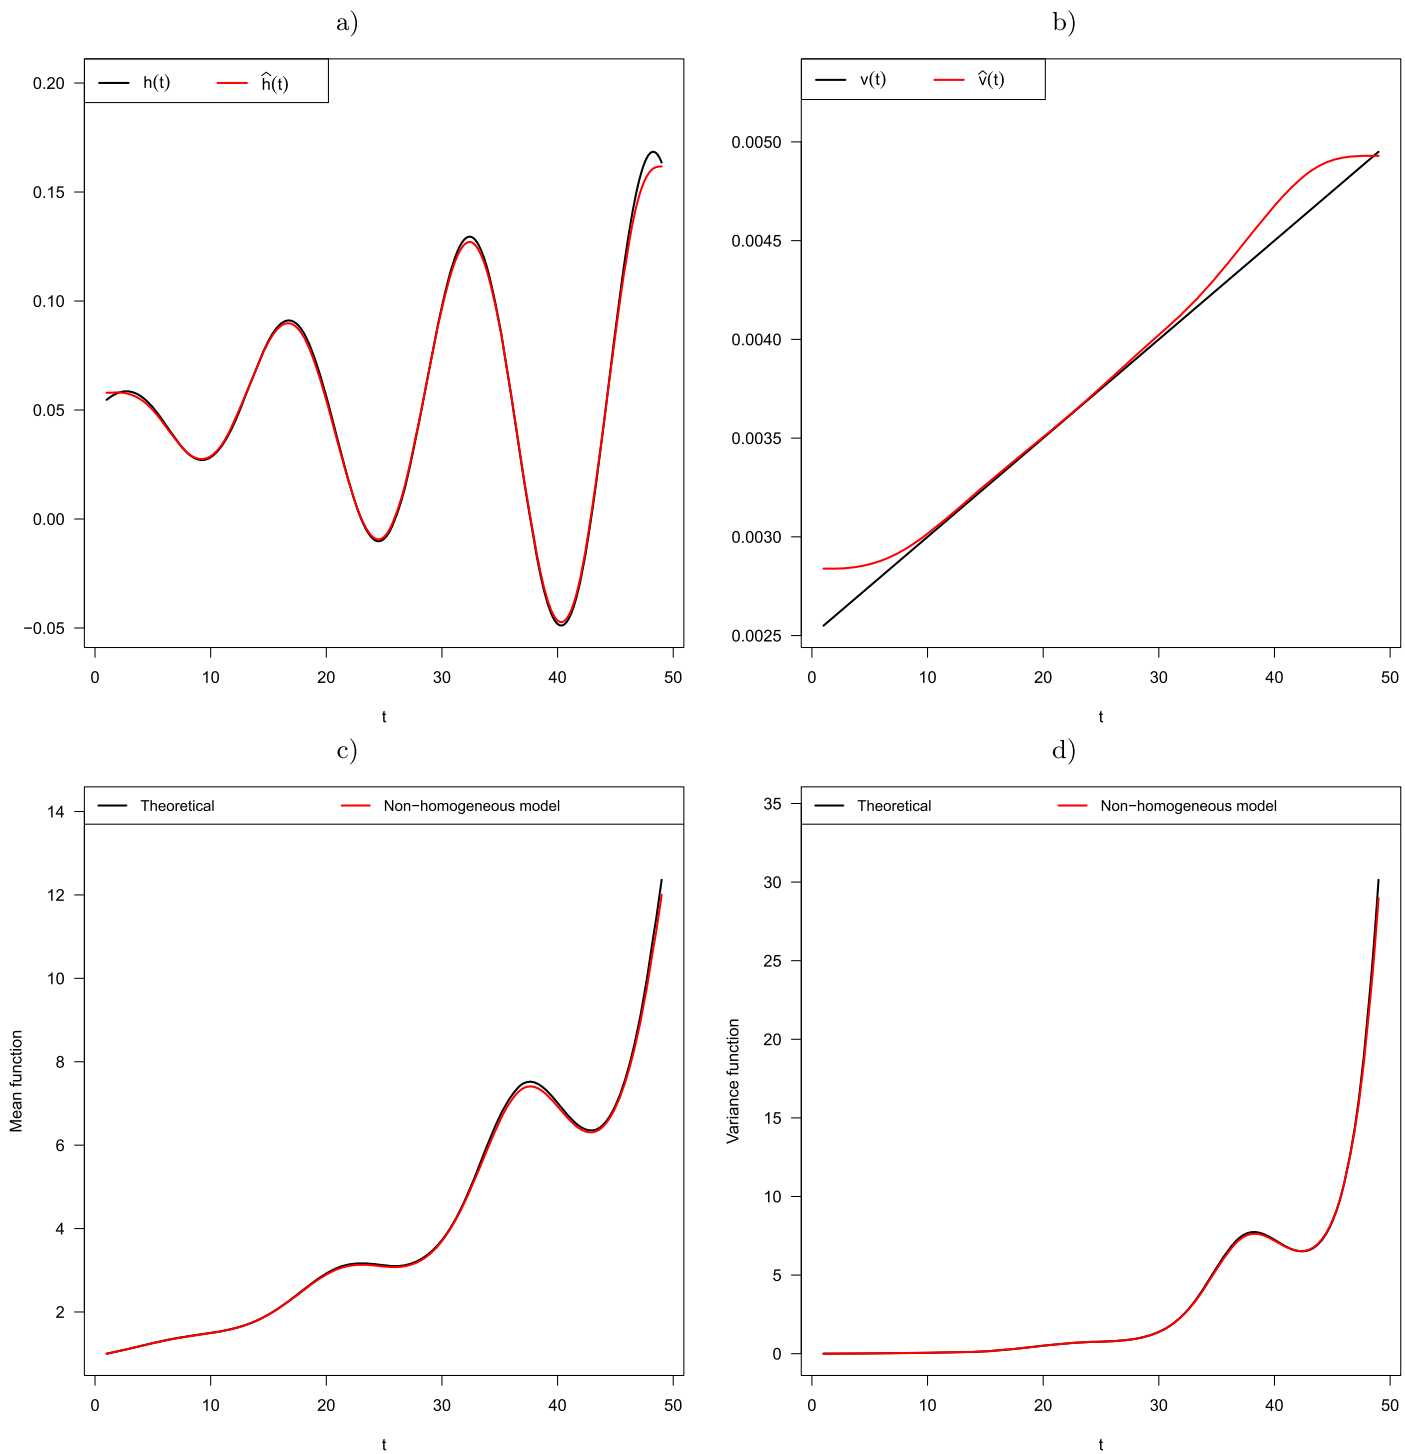 a)
h(t) ĥ(t)
0.20
0.15
0.10
0.05
0.00
−0.05
0 10 20 30 40 50
t
b)
v(t) v̂(t)
0.0050
0.0045
0.0040
0.0035
0.0030
0.0025
0 10 20 30 40 50
t
c)
Theoretical Non−homogeneous model
Mean function
14
12
10
8
6
4
2
0 10 20 30 40 50
t
d)
Theoretical Non−homogeneous model
Variance function
35
30
25
20
15
10
5
0
0 10 20 30 40 50
t